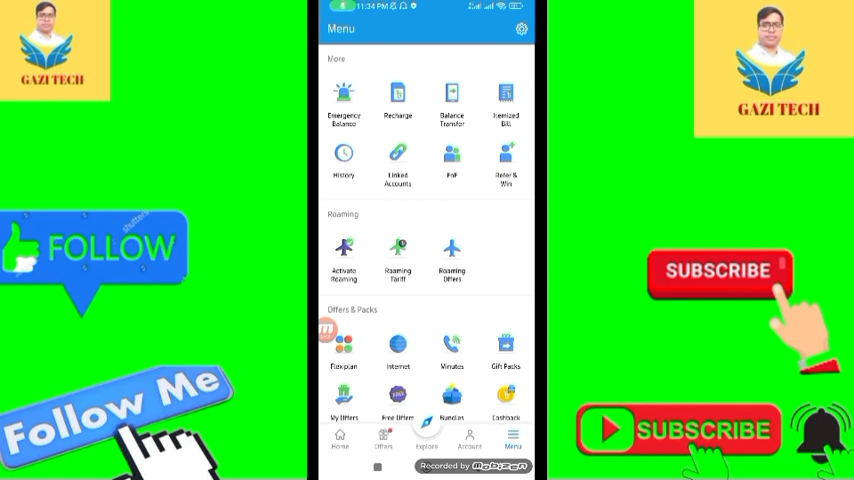 GAZI TECH
GAZI TECH
shutters
FOLLOW
Follow Me
SUBSCRIBE
SUBSCRIBE
11:34 PM
Menu
More
Emergency Balance
Recharge
Balance Transfer
Itemized Bill
History
Linked Accounts
FnF
Refer & Win
Roaming
Activate Roaming
Roaming Tariff
Roaming Offers
Offers & Packs
Flexiplan
Internet
Minutes
Gift Packs
My Offers
Free Offers
Bundles
Cashback
Home
Offers
Explore
Account
Menu
Recorded by Mobizen